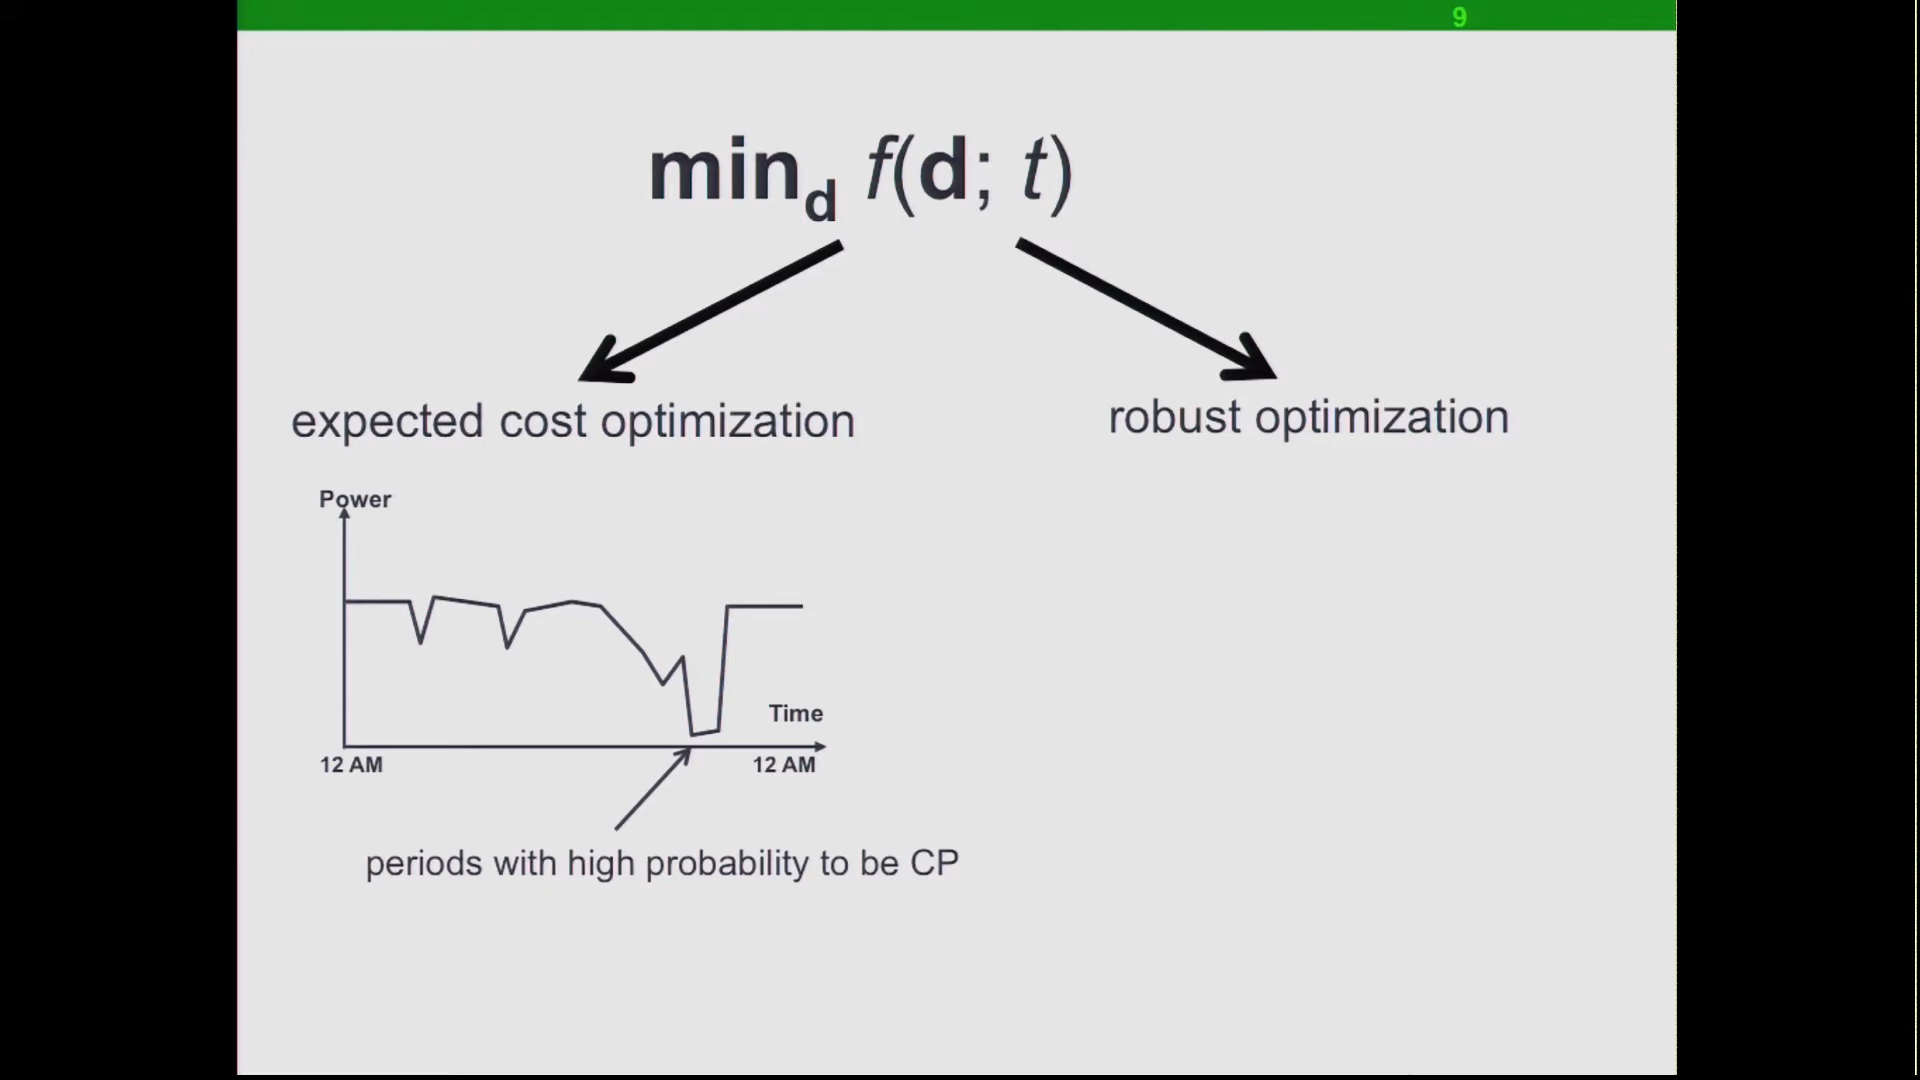 9
min_d f(d; t)
expected cost optimization
robust optimization
Power
Time
12 AM
12 AM
periods with high probability to be CP